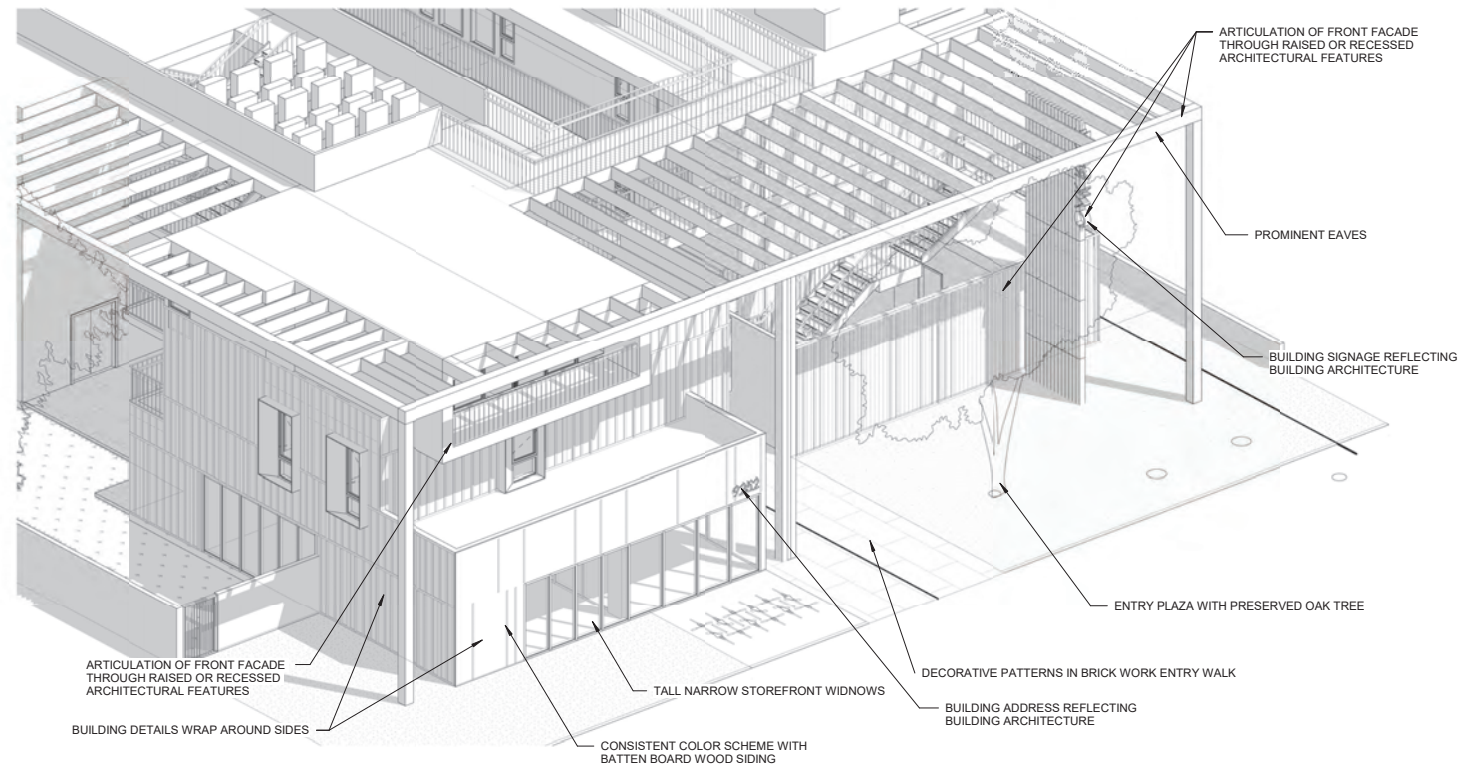 ARTICULATION OF FRONT FACADE
THROUGH RAISED OR RECESSED
ARCHITECTURAL FEATURES
PROMINENT EAVES
BUILDING SIGNAGE REFLECTING
BUILDING ARCHITECTURE
ENTRY PLAZA WITH PRESERVED OAK TREE
DECORATIVE PATTERNS IN BRICK WORK ENTRY WALK
BUILDING ADDRESS REFLECTING
BUILDING ARCHITECTURE
TALL NARROW STOREFRONT WIDNOWS
CONSISTENT COLOR SCHEME WITH
BATTEN BOARD WOOD SIDING
ARTICULATION OF FRONT FACADE
THROUGH RAISED OR RECESSED
ARCHITECTURAL FEATURES
BUILDING DETAILS WRAP AROUND SIDES